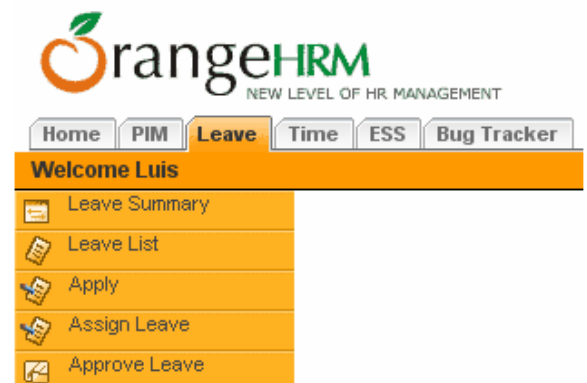 OrangeHRM
NEW LEVEL OF HR MANAGEMENT
Home PIM Leave Time ESS Bug Tracker
Welcome Luis
Leave Summary
Leave List
Apply
Assign Leave
Approve Leave